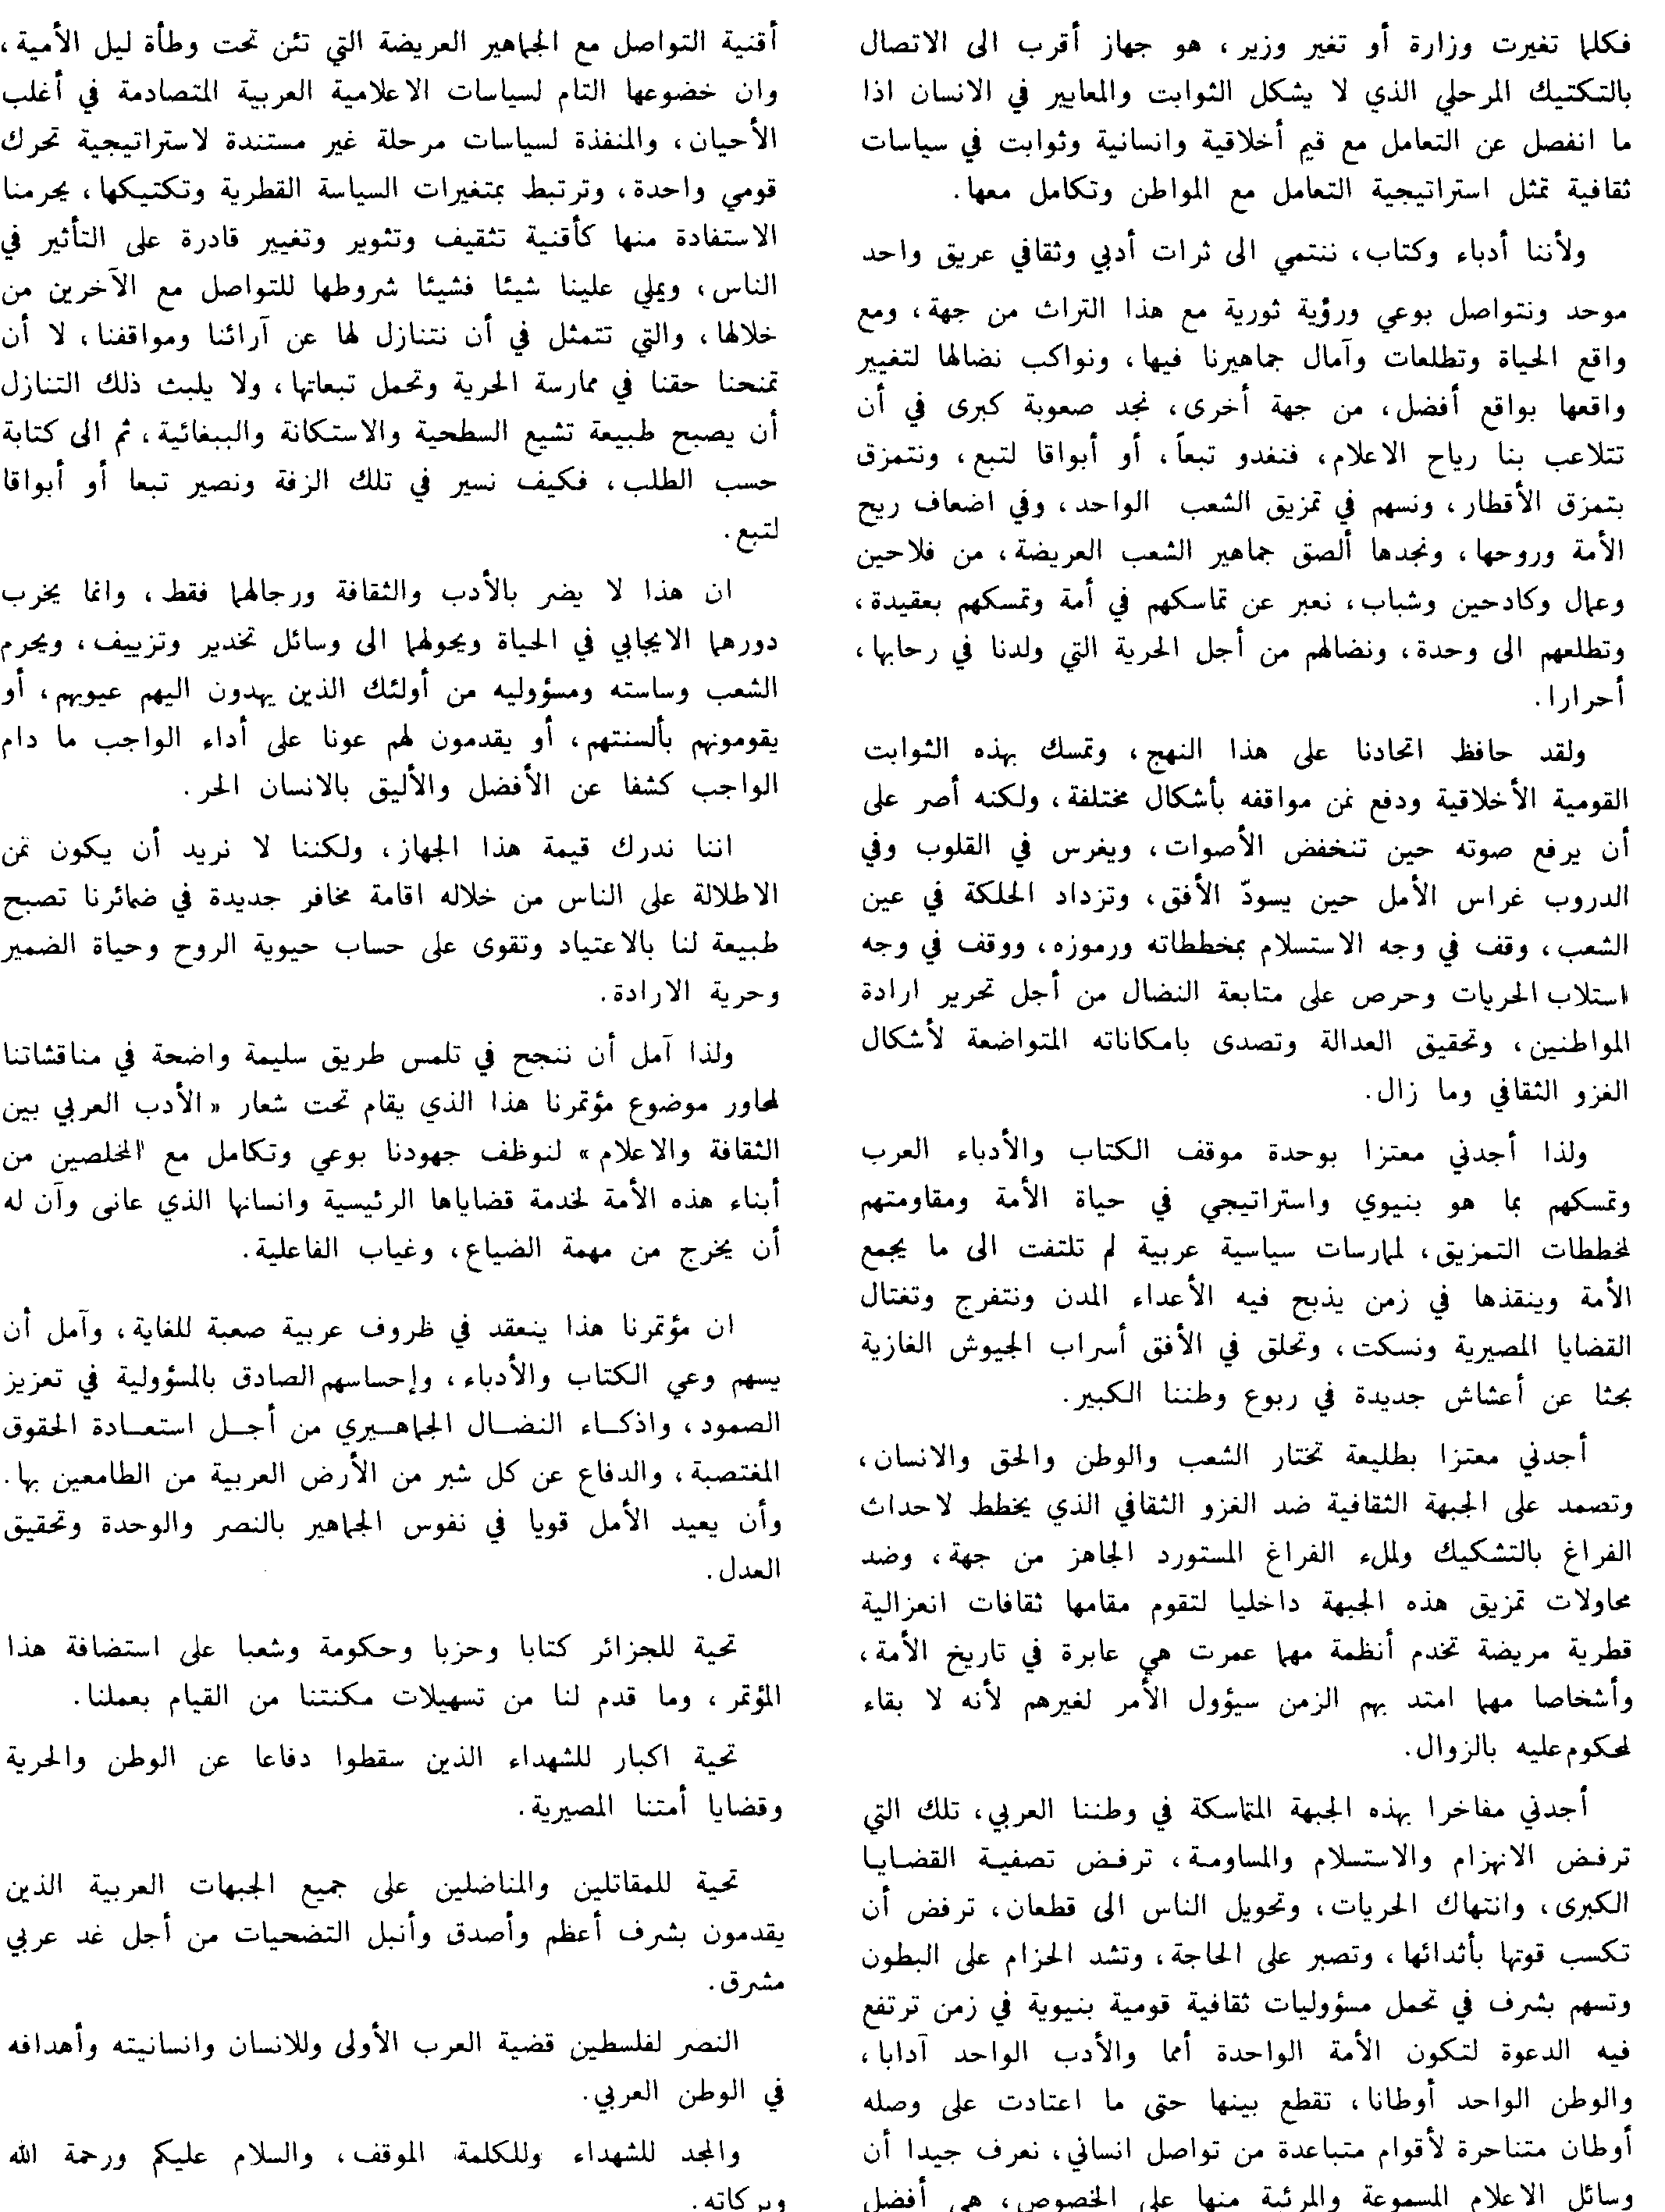 فكلما تغيرت وزارة أو تغير وزير، هو جهاز أقرب الى الاتصال
بالتكتيك المرحلي الذي لا يشكل الثوابت والمعايير في الانسان اذا
ما انفصل عن التعامل مع قيم أخلاقية وانسانية وثوابت في سياسات
ثقافية تمثل استراتيجية التعامل مع المواطن وتكامل معها.
ولأننا أدباء وكتاب، ننتمي الى ثرات أدبي وثقافي عريق واحد
موحد ونتواصل بوعي ورؤية ثورية مع هذا التراث من جهة، ومع
واقع الحياة وتطلعات وآمال جماهيرنا فيها، ونواكب نضالها لتغيير
واقعها بواقع أفضل، من جهة أخرى، نجد صعوبة كبرى في أن
تتلاعب بنا رياح الاعلام، فنغدو تبعاً، أو أبواقا لتبع، ونتمزق
بتمزق الأقطار، ونسهم في تمزيق الشعب الواحد، وفي اضعاف ريح
الأمة وروحها، ونجدها ألصق جماهير الشعب العريضة، من فلاحين
وعمال وكادحين وشباب، نعبر عن تماسكهم في أمة وتمسكهم بعقيدة،
وتطلعهم الى وحدة، ونضالهم من أجل الحرية التي ولدنا في رحابها،
أحرارا.
ولقد حافظ اتحادنا على هذا النهج، وتمسك بهذه الثوابت
القومية الأخلاقية ودفع ثمن مواقفه بأشكال مختلفة، ولكنه أصر على
أن يرفع صوته حين تنخفض الأصوات، ويغرس في القلوب وفي
الدروب غراس الأمل حين يسودّ الأفق، وتزداد الحلكة في عين
الشعب، وقف في وجه الاستسلام بمخططاته ورموزه، ووقف في وجه
استلاب الحريات وحرص على متابعة النضال من أجل تحرير ارادة
المواطنين، وتحقيق العدالة وتصدى بامكاناته المتواضعة لأشكال
الغزو الثقافي وما زال.
ولذا أجدني معتزا بوحدة موقف الكتاب والأدباء العرب
وتمسكهم بما هو بنيوي واستراتيجي في حياة الأمة ومقاومتهم
لمخططات التمزيق، لممارسات سياسية عربية لم تلتفت الى ما يجمع
الأمة وينقذها في زمن يذبح فيه الأعداء المدن ونتفرج وتغتال
القضايا المصيرية ونسكت، وتحلق في الأفق أسراب الجيوش الغازية
بحثا عن أعشاش جديدة في ربوع وطننا الكبير.
أجدني معتزا بطليعة تختار الشعب والوطن والحق والانسان،
وتصمد على الجبهة الثقافية ضد الغزو الثقافي الذي يخطط لاحداث
الفراغ بالتشكيك ولملء الفراغ المستورد الجاهز من جهة، وضد
محاولات تمزيق هذه الجبهة داخليا لتقوم مقامها ثقافات انعزالية
قطرية مريضة تخدم أنظمة مهما عمرت هي عابرة في تاريخ الأمة،
وأشخاصا مهما امتد بهم الزمن سيؤول الأمر لغيرهم لأنه لا بقاء
لمحكوم عليه بالزوال.
أجدني مفاخرا بهذه الجبهة المتماسكة في وطننا العربي، تلك التي
ترفض الانهزام والاستسلام والمساومة، ترفض تصفية القضايا
الكبرى، وانتهاك الحريات، وتحويل الناس الى قطعان، ترفض أن
تكسب قوتها بأثدائها، وتصبر على الحاجة، وتشد الحزام على البطون
وتسهم بشرف في تحمل مسؤوليات ثقافية قومية بنيوية في زمن ترتفع
فيه الدعوة لتكون الأمة الواحدة أمما والأدب الواحد آدابا،
والوطن الواحد أوطانا، تقطع بينها حتى ما اعتادت على وصله
أوطان متناحرة لأقوام متباعدة من تواصل انساني، نعرف جيدا أن
وسائل الاعلام المسموعة والمرئية منها على الخصوص، هي أفضل
أقنية التواصل مع الجماهير العريضة التي تئن تحت وطأة ليل الأمية،
وان خضوعها التام لسياسات الاعلامية العربية المتصادمة في أغلب
الأحيان، والمنفذة لسياسات مرحلة غير مستندة لاستراتيجية تحرك
قومي واحدة، وترتبط بمتغيرات السياسة القطرية وتكتيكها، يحرمنا
الاستفادة منها كأقنية تثقيف وتثوير وتغيير قادرة على التأثير في
الناس، ويملي علينا شيئا فشيئا شروطها للتواصل مع الآخرين من
خلالها، والتي تتمثل في أن نتنازل لها عن آرائنا ومواقفنا، لا أن
تمنحنا حقنا في ممارسة الحرية وتحمل تبعاتها، ولا يلبث ذلك التنازل
أن يصبح طبيعة تشيع السطحية والاستكانة والببغائية، ثم الى كتابة
حسب الطلب، فكيف نسير في تلك الزفة ونصير تبعا أو أبواقا
لتبع.
ان هذا لا يضر بالأدب والثقافة ورجالهما فقط، وانما يخرب
دورهما الايجابي في الحياة ويحولهما الى وسائل تخدير وتزييف، ويحرم
الشعب وساسته ومسؤوليه من أولئك الذين يهدون اليهم عيوبهم، أو
يقومونهم بألسنتهم، أو يقدمون لهم عونا على أداء الواجب ما دام
الواجب كشفا عن الأفضل والأليق بالانسان الحر.
اننا ندرك قيمة هذا الجهاز، ولكننا لا نريد أن يكون ثمن
الاطلالة على الناس من خلاله اقامة مخافر جديدة في ضمائرنا تصبح
طبيعة لنا بالاعتياد وتقوى على حساب حيوية الروح وحياة الضمير
وحرية الارادة.
ولذا آمل أن ننجح في تلمس طريق سليمة واضحة في مناقشاتنا
لمحاور موضوع مؤتمرنا هذا الذي يقام تحت شعار «الأدب العربي بين
الثقافة والاعلام» لنوظف جهودنا بوعي وتكامل مع المخلصين من
أبناء هذه الأمة لخدمة قضاياها الرئيسية وانسانها الذي عانى وآن له
أن يخرج من مهمة الضياع، وغياب الفاعلية.
ان مؤتمرنا هذا ينعقد في ظروف عربية صعبة للغاية، وآمل أن
يسهم وعي الكتاب والأدباء، وإحساسهم الصادق بالمسؤولية في تعزيز
الصمود، واذكاء النضال الجماهيري من أجل استعادة الحقوق
المغتصبة، والدفاع عن كل شبر من الأرض العربية من الطامعين بها.
وأن يعيد الأمل قويا في نفوس الجماهير بالنصر والوحدة وتحقيق
العدل.
تحية للجزائر كتابا وحزبا وحكومة وشعبا على استضافة هذا
المؤتمر، وما قدم لنا من تسهيلات مكنتنا من القيام بعملنا.
تحية اكبار للشهداء الذين سقطوا دفاعا عن الوطن والحرية
وقضايا أمتنا المصيرية.
تحية للمقاتلين والمناضلين على جميع الجبهات العربية الذين
يقدمون بشرف أعظم وأصدق وأنبل التضحيات من أجل غد عربي
مشرق.
النصر لفلسطين قضية العرب الأولى وللانسان وانسانيته وأهدافه
في الوطن العربي.
والمجد للشهداء وللكلمة الموقف، والسلام عليكم ورحمة الله
وبركاته.